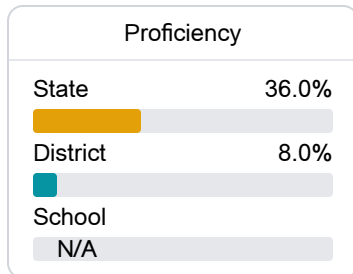 Proficiency
State 36.0%
District 8.0%
School
N/A